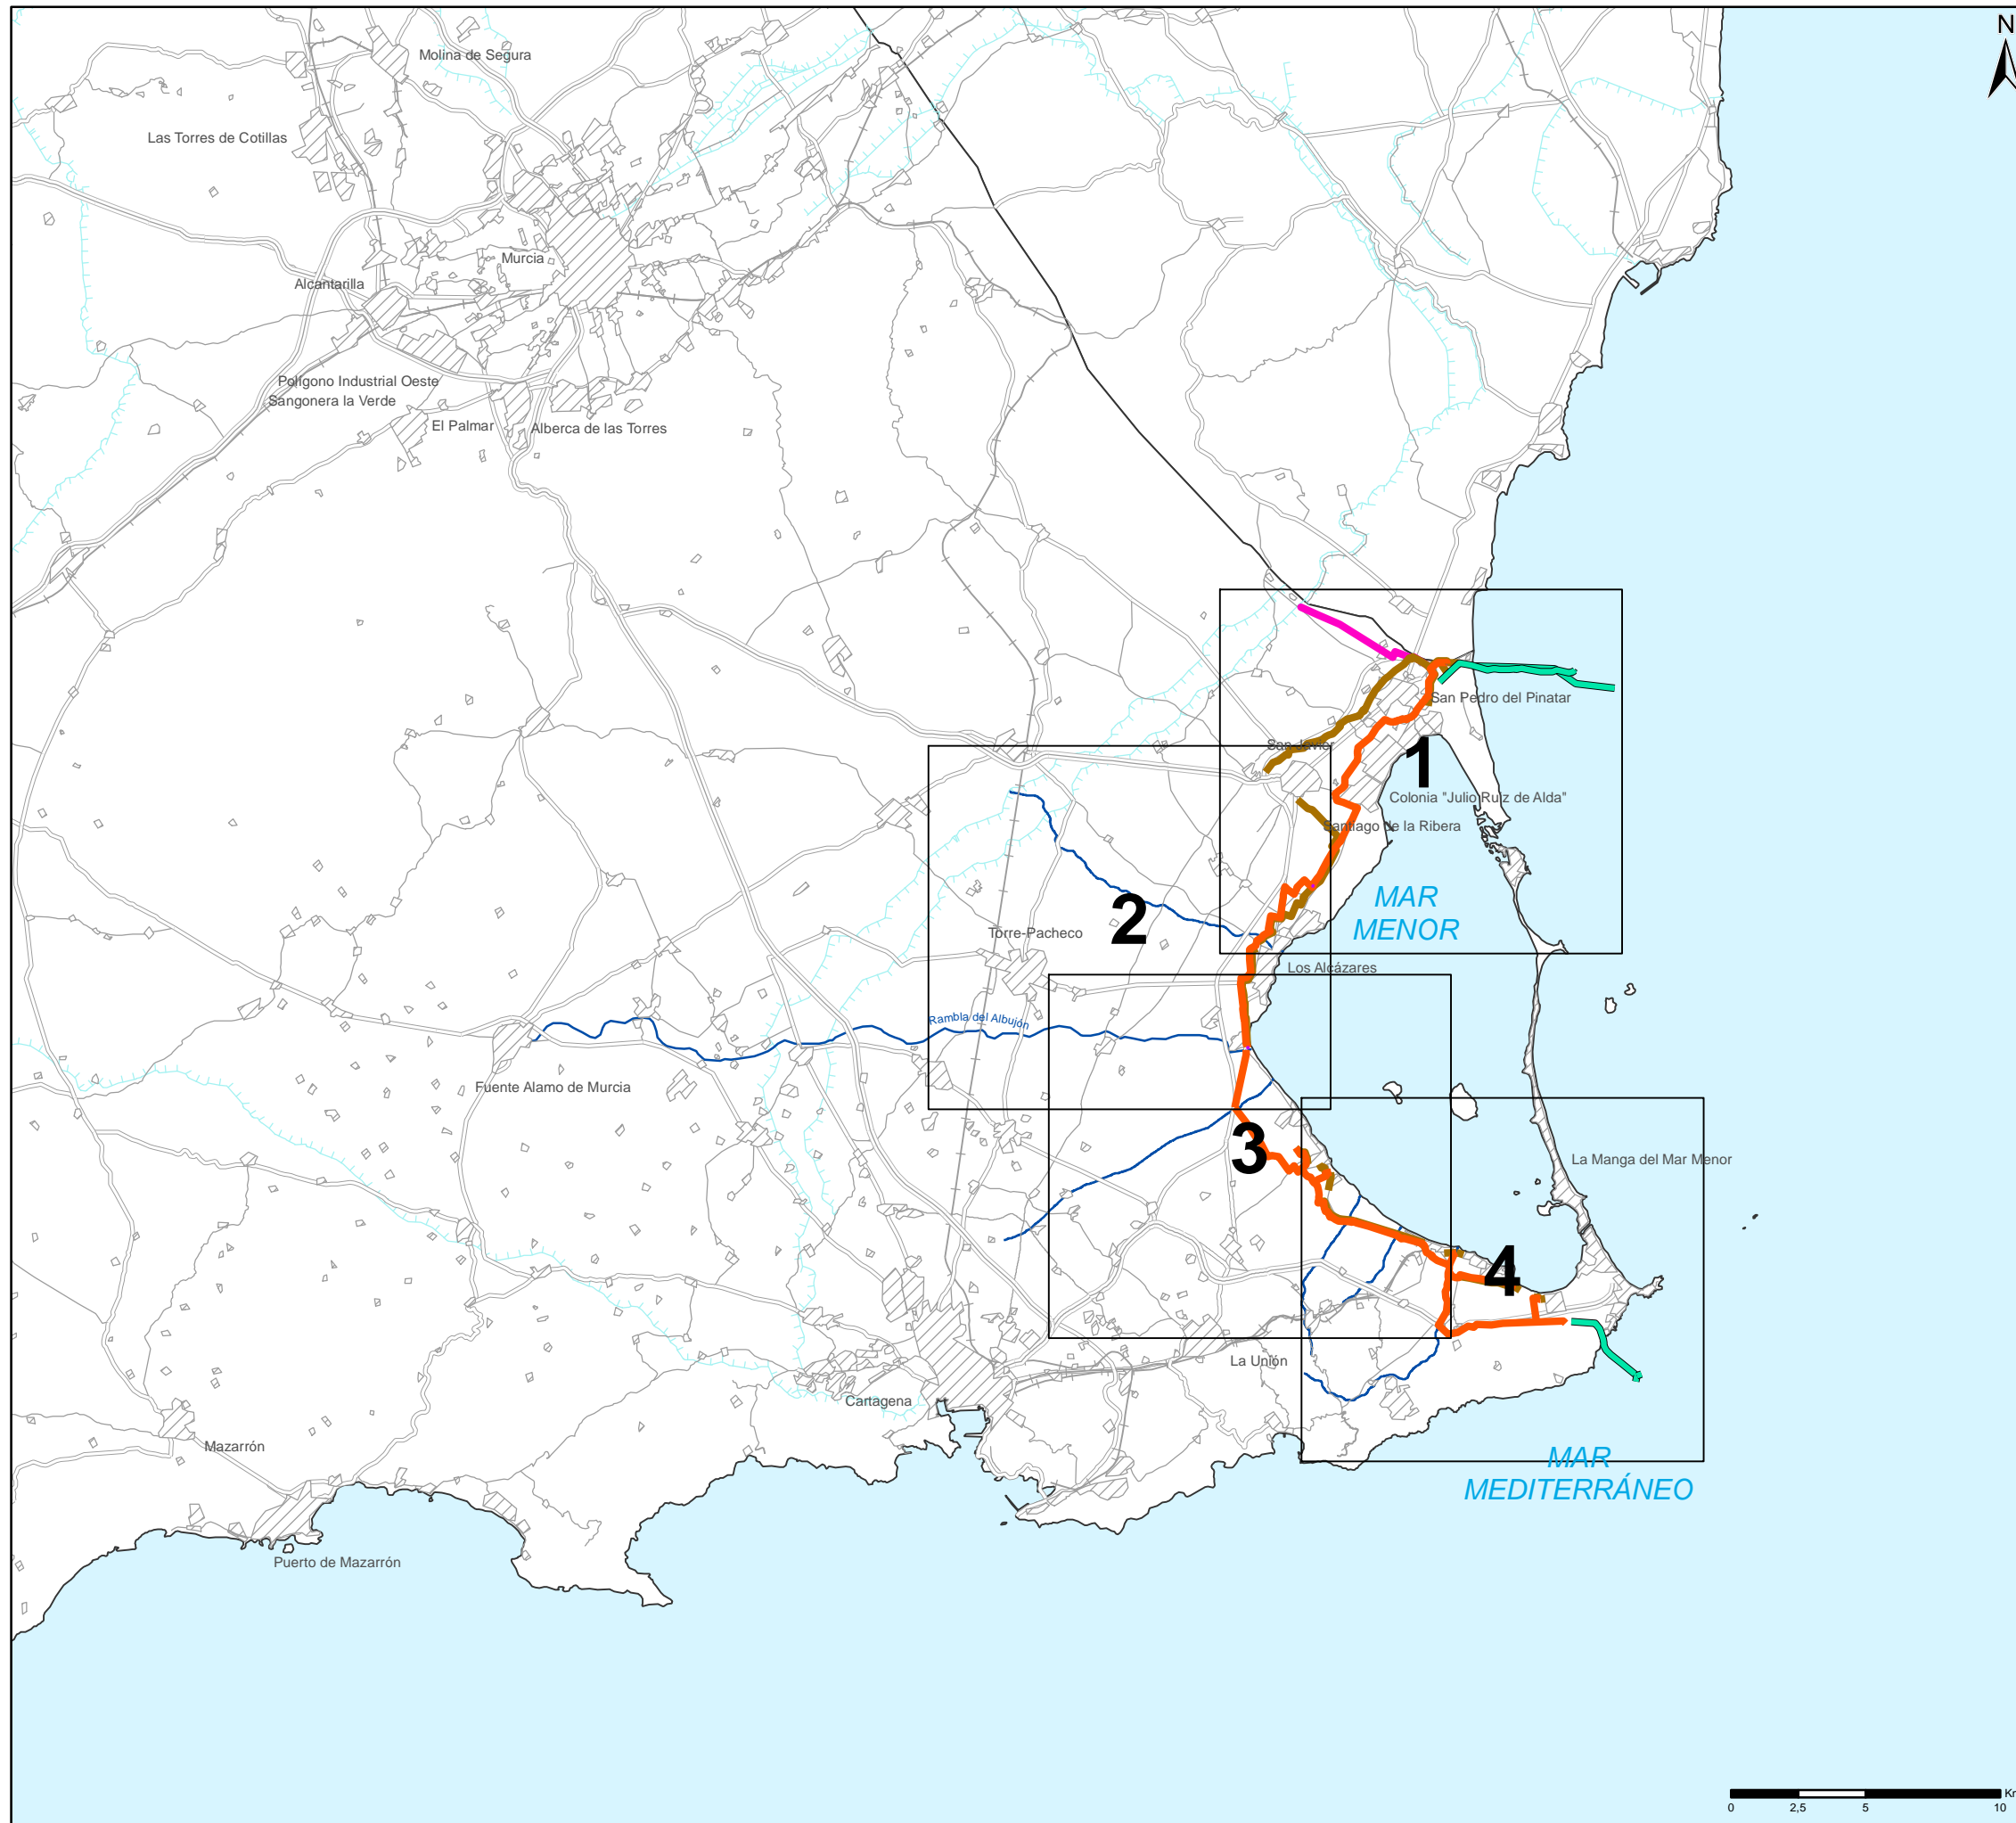 N
Molina de Segura
Las Torres de Cotillas
Murcia
Alcantarilla
Polígono Industrial Oeste
Sangonera la Verde
El Palmar
Alberca de las Torres
San Pedro del Pinatar
San Javier
1
Colonia "Julio Ruiz de Alda"
Santiago de la Ribera
MAR
MENOR
2
Torre-Pacheco
Los Alcázares
Rambla del Albujón
Fuente Alamo de Murcia
3
La Manga del Mar Menor
4
La Unión
Cartagena
Mazarrón
MAR
MEDITERRÁNEO
Puerto de Mazarrón
Km
0 2,5 5 10